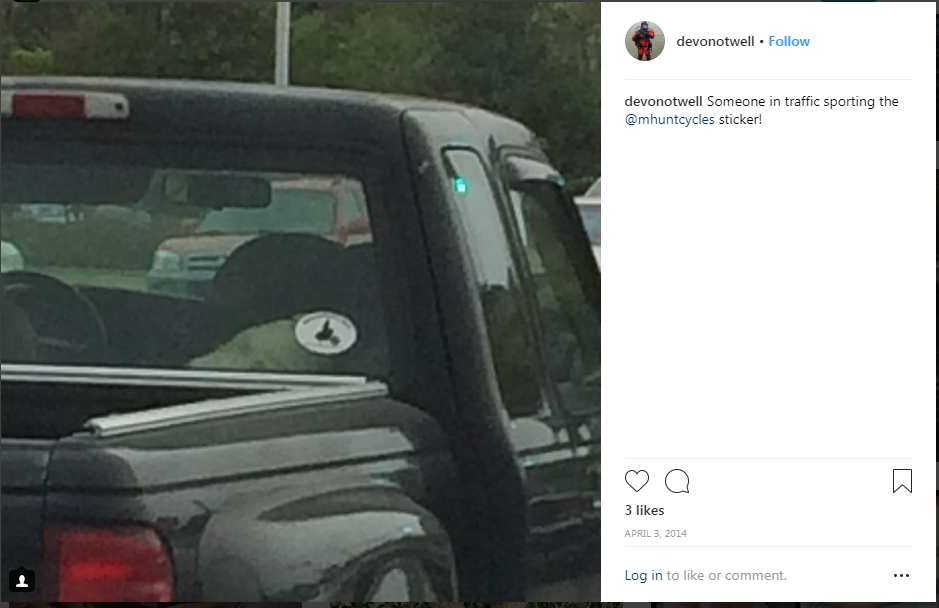 devonotwell • Follow
devonotwell Someone in traffic sporting the
@mhuntcycles sticker!
3 likes
APRIL 3, 2014
Log in to like or comment.